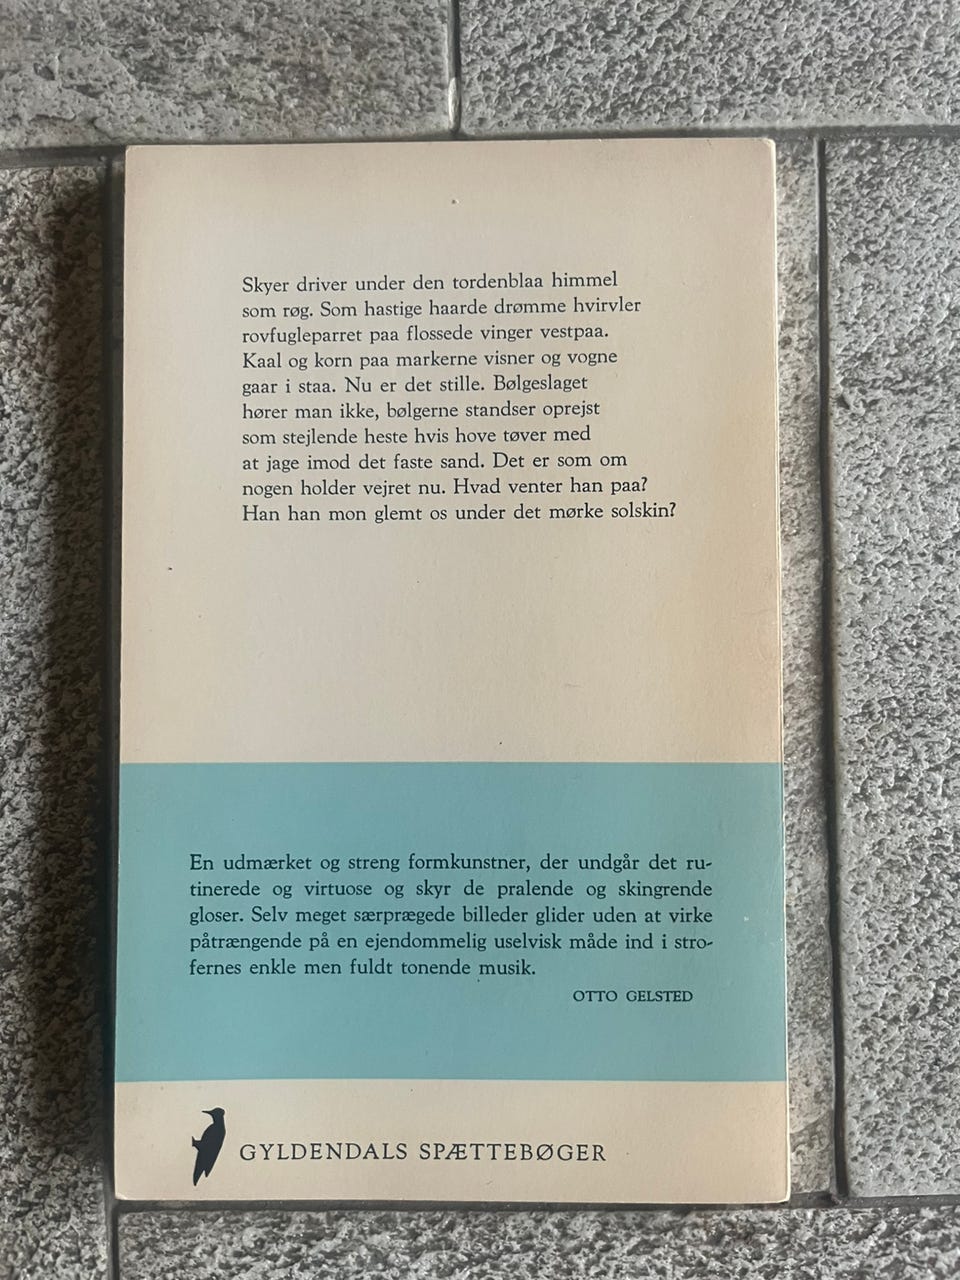 Skyer driver under den tordenblaa himmel
som røg. Som hastige haarde drømme hvirvler
rovfugleparret paa flossede vinger vestpaa.
Kaal og korn paa markerne visner og vogne
gaar i staa. Nu er det stille. Bølgeslaget
hører man ikke, bølgerne standser oprejst
som stejlende heste hvis hove tøver med
at jage imod det faste sand. Det er som om
nogen holder vejret nu. Hvad venter han paa?
Han han mon glemt os under det mørke solskin?
En udmærket og streng formkunstner, der undgår det ru-
tinerede og virtuose og skyr de pralende og skingrende
gloser. Selv meget særprægede billeder glider uden at virke
påtrængende på en ejendommelig uselvisk måde ind i stro-
fernes enkle men fuldt tonende musik.
OTTO GELSTED
GYLDENDALS SPÆTTEBØGER